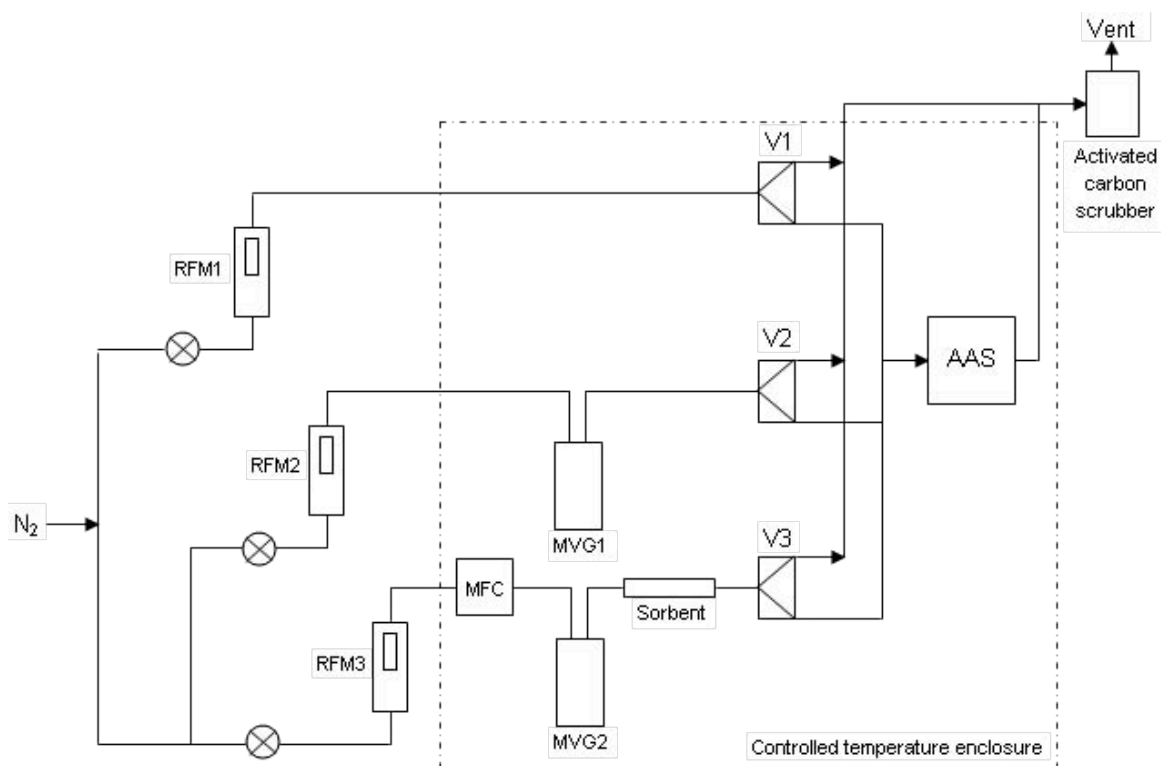 Vent
V1
Activated
carbon
scrubber
RFM1
V2
AAS
RFM2
N₂
MVG1
V3
MFC
Sorbent
RFM3
MVG2
Controlled temperature enclosure